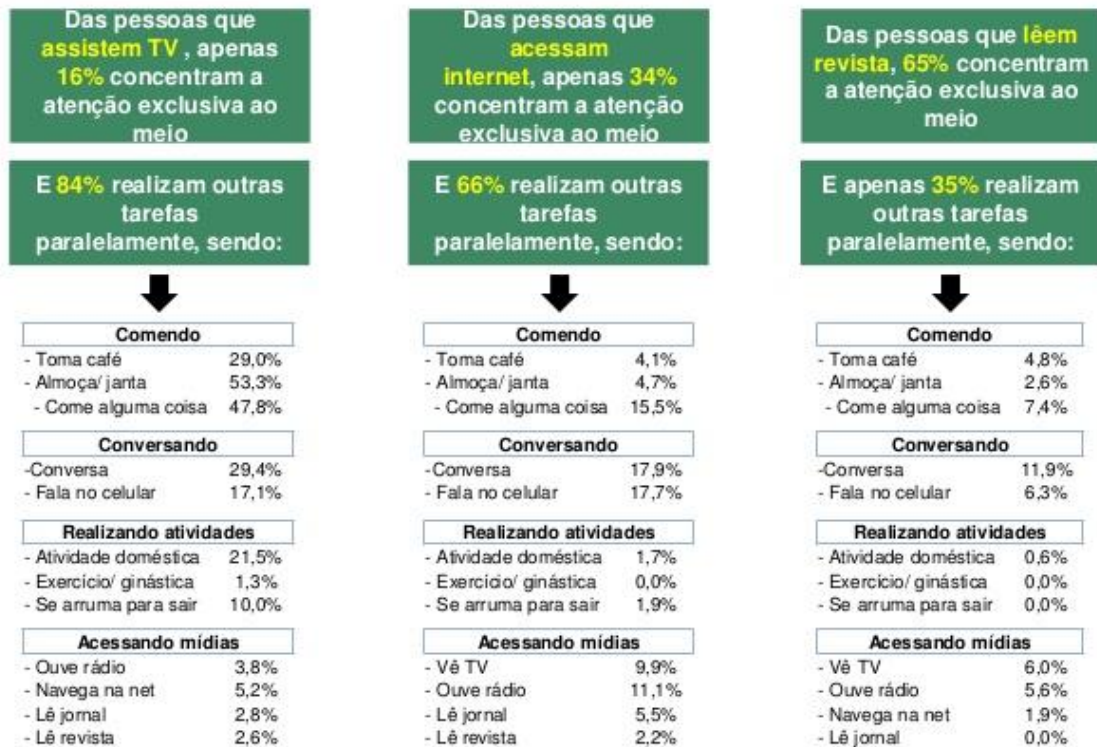 Das pessoas que
assistem TV , apenas
16% concentram a
atenção exclusiva ao
meio
E 84% realizam outras
tarefas
paralelamente, sendo:
Comendo
- Toma café 29,0%
- Almoça/ janta 53,3%
- Come alguma coisa 47,8%
Conversando
-Conversa 29,4%
- Fala no celular 17,1%
Realizando atividades
- Atividade doméstica 21,5%
- Exercício/ ginástica 1,3%
- Se arruma para sair 10,0%
Acessando mídias
- Ouve rádio 3,8%
- Navega na net 5,2%
- Lê jornal 2,8%
- Lê revista 2,6%
Das pessoas que
acessam
internet, apenas 34%
concentram a atenção
exclusiva ao meio
E 66% realizam outras
tarefas
paralelamente, sendo:
Comendo
- Toma café 4,1%
- Almoça/ janta 4,7%
- Come alguma coisa 15,5%
Conversando
-Conversa 17,9%
- Fala no celular 17,7%
Realizando atividades
- Atividade doméstica 1,7%
- Exercício/ ginástica 0,0%
- Se arruma para sair 1,9%
Acessando mídias
- Vê TV 9,9%
- Ouve rádio 11,1%
- Lê jornal 5,5%
- Lê revista 2,2%
Das pessoas que lêem
revista, 65% concentram
a atenção exclusiva ao
meio
E apenas 35% realizam
outras tarefas
paralelamente, sendo:
Comendo
- Toma café 4,8%
- Almoça/ janta 2,6%
- Come alguma coisa 7,4%
Conversando
-Conversa 11,9%
- Fala no celular 6,3%
Realizando atividades
- Atividade doméstica 0,6%
- Exercício/ ginástica 0,0%
- Se arruma para sair 0,0%
Acessando mídias
- Vê TV 6,0%
- Ouve rádio 5,6%
- Navega na net 1,9%
- Lê jornal 0,0%